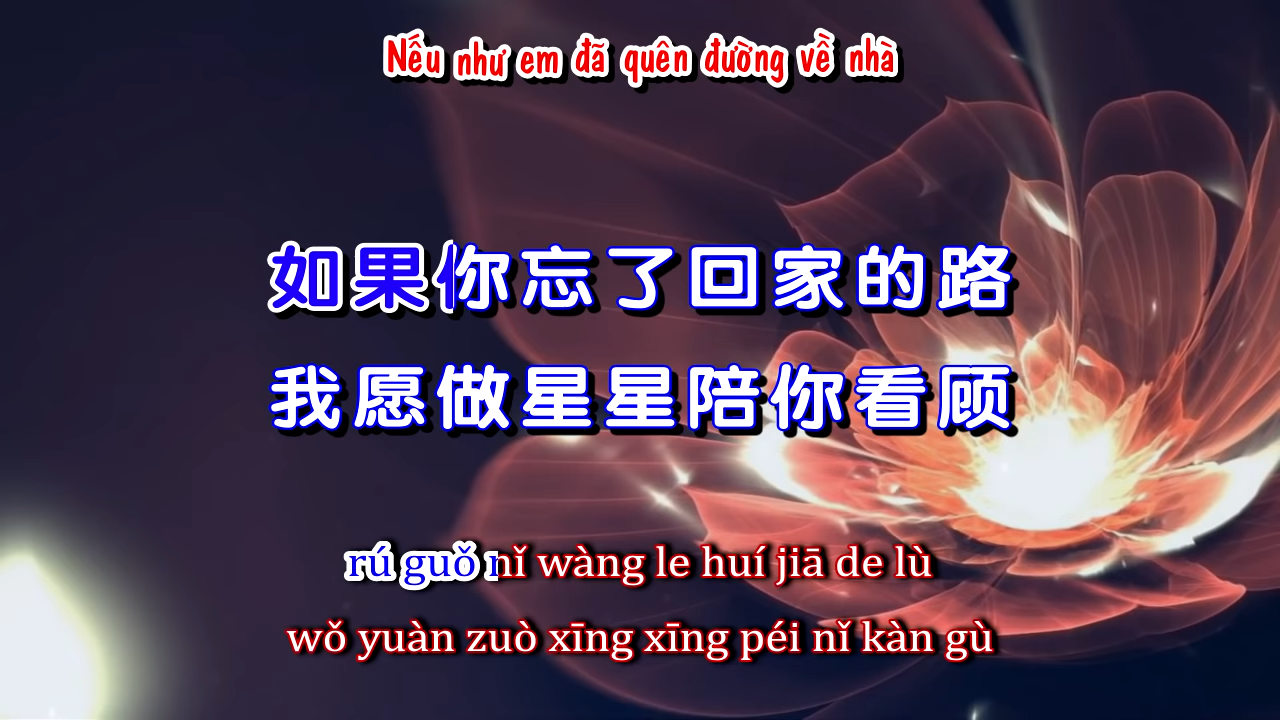 Nếu như em đã quên đường về nhà
如果你忘了回家的路
我愿做星星陪你看顾
rú guǒ nǐ wàng le huí jiā de lù
wǒ yuàn zuò xīng xīng péi nǐ kàn gù